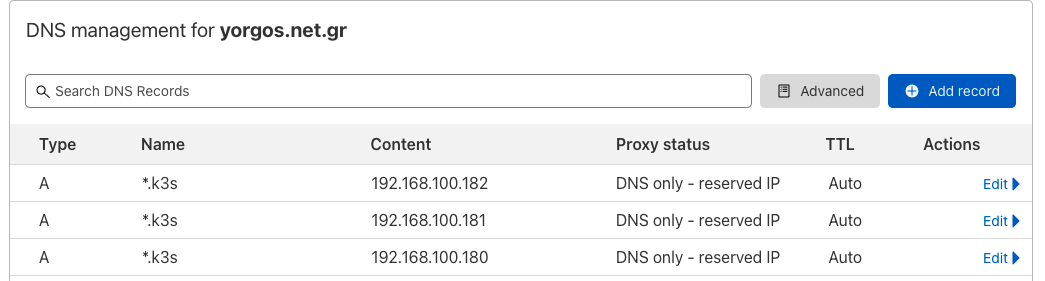 DNS management for yorgos.net.gr
Search DNS Records
Advanced
Add record
Type Name Content Proxy status TTL Actions
A *.k3s 192.168.100.182 DNS only - reserved IP Auto Edit
A *.k3s 192.168.100.181 DNS only - reserved IP Auto Edit
A *.k3s 192.168.100.180 DNS only - reserved IP Auto Edit